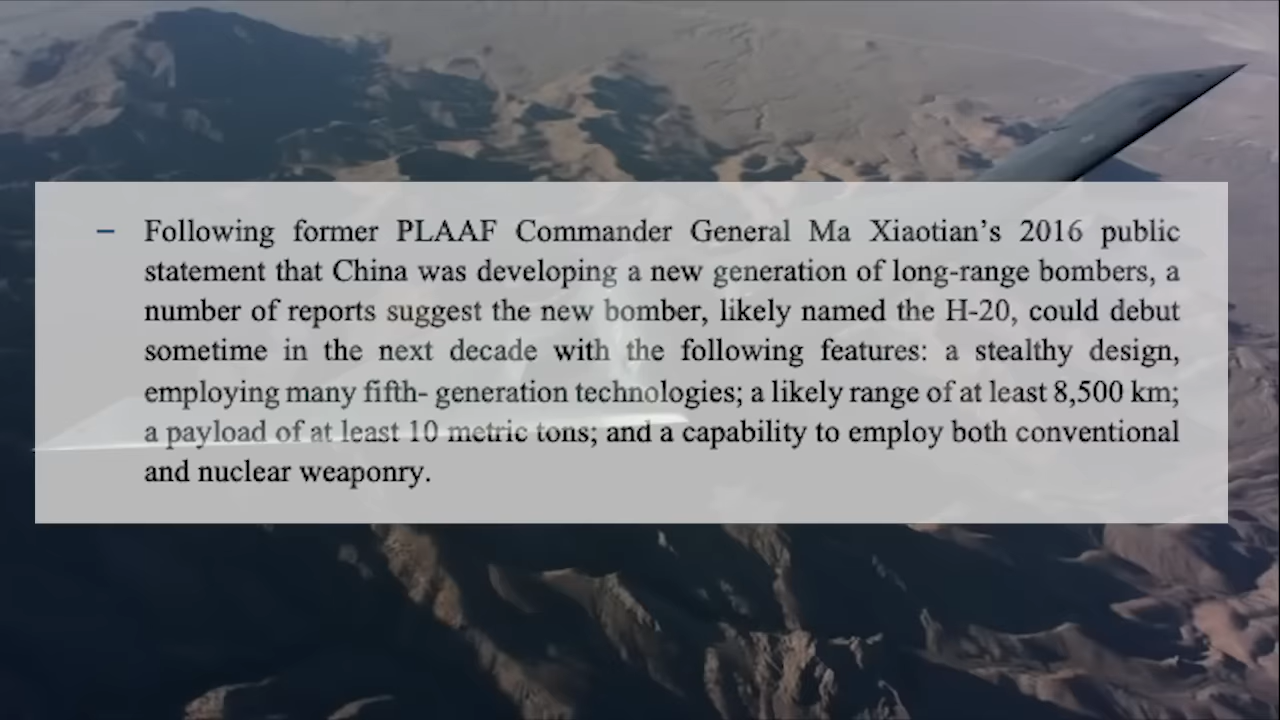 – Following former PLAAF Commander General Ma Xiaotian’s 2016 public
statement that China was developing a new generation of long-range bombers, a
number of reports suggest the new bomber, likely named the H-20, could debut
sometime in the next decade with the following features: a stealthy design,
employing many fifth- generation technologies; a likely range of at least 8,500 km;
a payload of at least 10 metric tons; and a capability to employ both conventional
and nuclear weaponry.